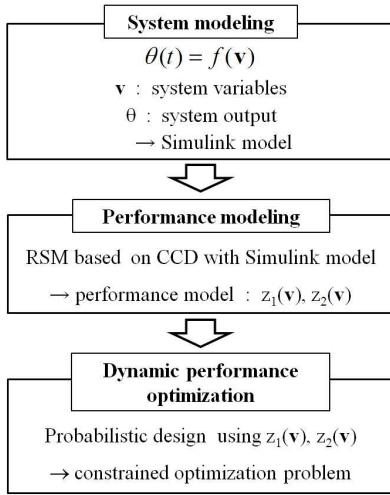 System modeling
θ(t) = f(v)
v : system variables
θ : system output
→ Simulink model
Performance modeling
RSM based on CCD with Simulink model
→ performance model : z₁(v), z₂(v)
Dynamic performance
optimization
Probabilistic design using z₁(v), z₂(v)
→ constrained optimization problem